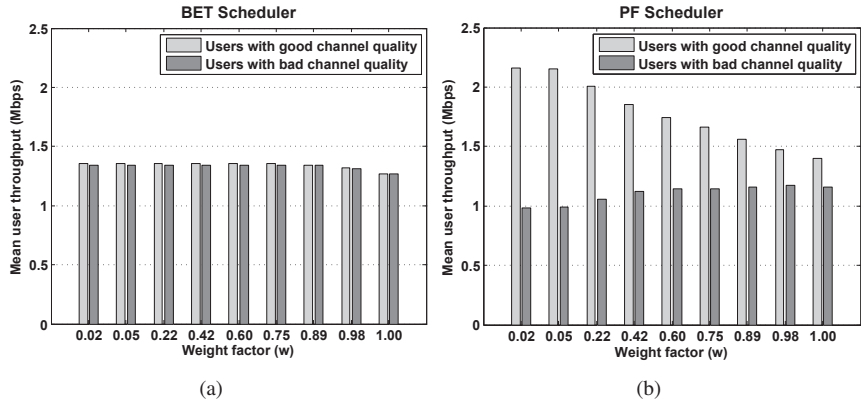 BET Scheduler
2.5
2
1.5
1
0.5
0
Mean user throughput (Mbps)
Users with good channel quality
Users with bad channel quality
0.02 0.05 0.22 0.42 0.60 0.75 0.89 0.98 1.00
Weight factor (w)
(a)
PF Scheduler
2.5
2
1.5
1
0.5
0
Mean user throughput (Mbps)
Users with good channel quality
Users with bad channel quality
0.02 0.05 0.22 0.42 0.60 0.75 0.89 0.98 1.00
Weight factor (w)
(b)